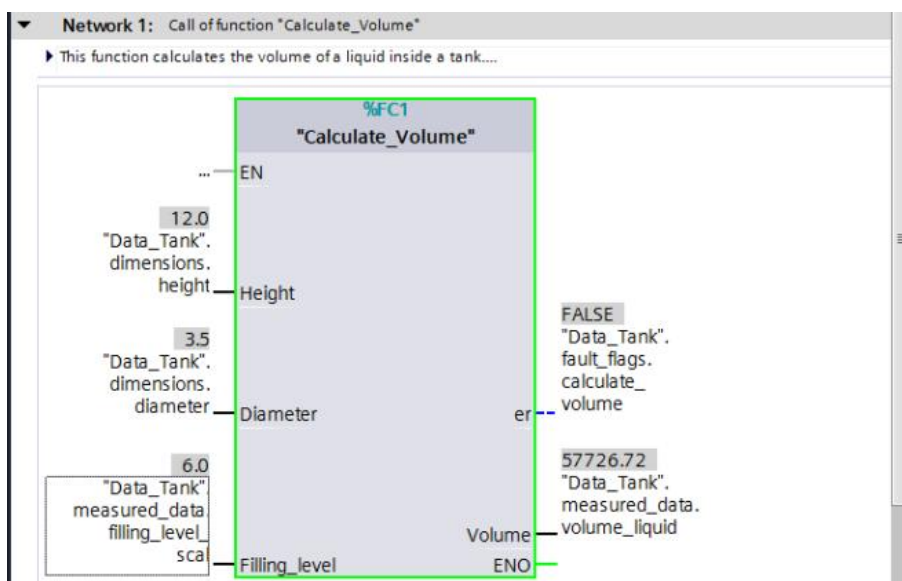 Network 1: Call of function "Calculate_Volume"
This function calculates the volume of a liquid inside a tank....
%FC1
"Calculate_Volume"
... EN
12.0
"Data_Tank".
dimensions.
height
Height
3.5
"Data_Tank".
dimensions.
diameter
Diameter
6.0
"Data_Tank".
measured_data.
filling_level_
scal
Filling_level
FALSE
"Data_Tank".
fault_flags.
calculate_
volume
er
57726.72
"Data_Tank".
measured_data.
volume_liquid
Volume
ENO